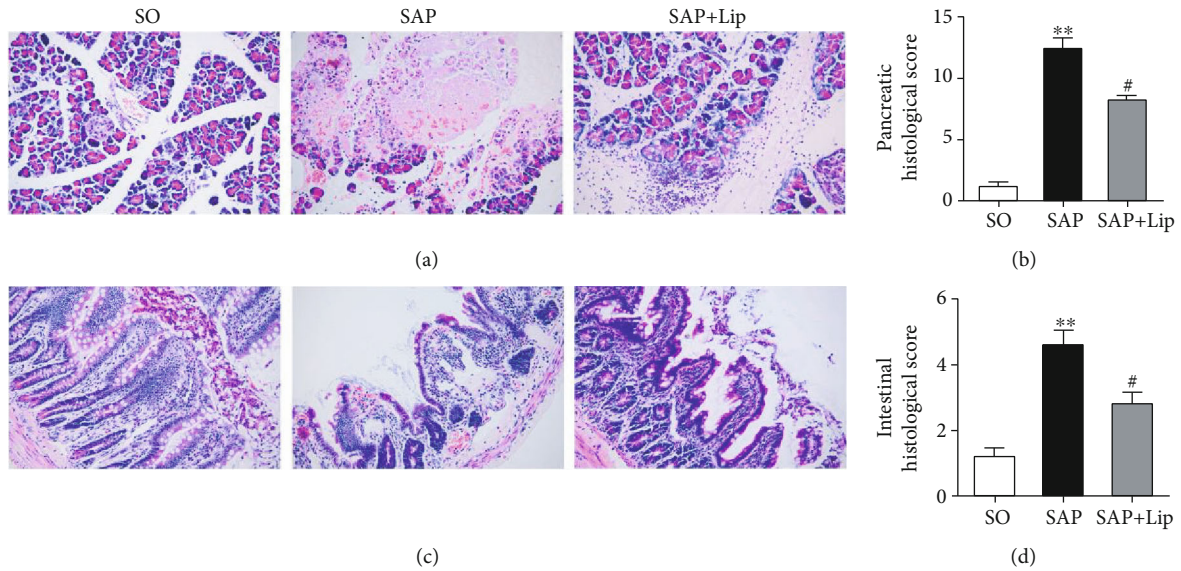 SO SAP SAP+Lip
(a)
Pancreatic
histological score
15
10
5
0
**
#
SO SAP SAP+Lip
(b)
(c)
Intestinal
histological score
6
4
2
0
**
#
SO SAP SAP+Lip
(d)